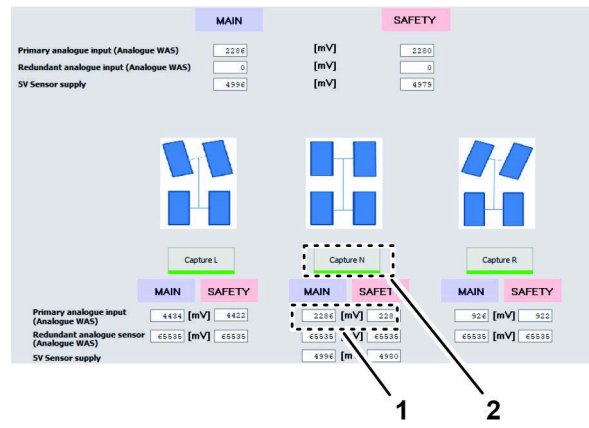 MAIN SAFETY
Primary analogue input (Analogue WAS) 2286 [mV] 2280
Redundant analogue input (Analogue WAS) 0 [mV] 0
5V Sensor supply 4996 [mV] 4979
Capture L Capture N Capture R
MAIN SAFETY MAIN SAFET MAIN SAFETY
Primary analogue input
(Analogue WAS) 4434 [mV] 4422 2286 [mV] 228 926 [mV] 922
Redundant analogue sensor
(Analogue WAS) 65535 [mV] 65535 65535 V] 65535 65535 [mV] 65535
5V Sensor supply 4996 [m 4980
1 2